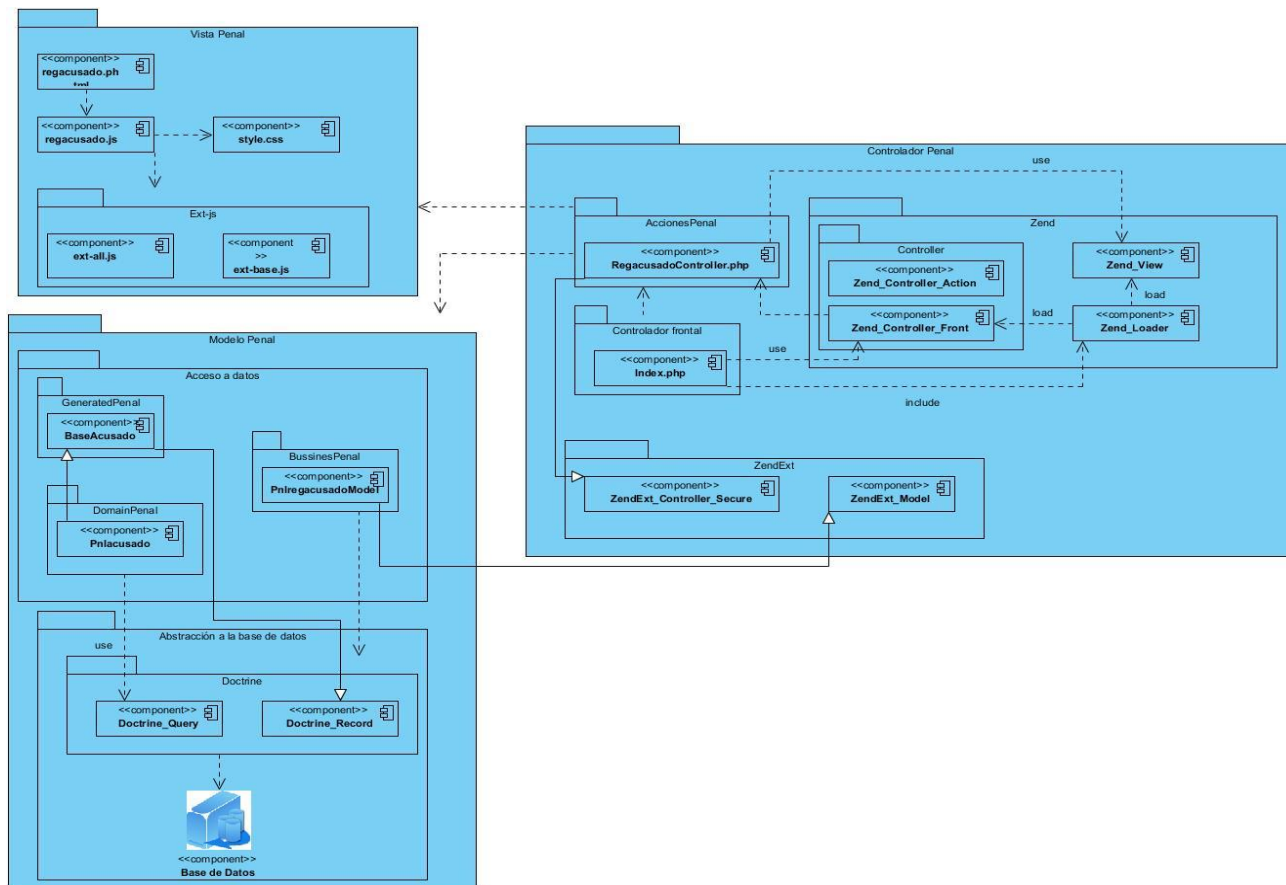 Vista Penal
<<component>>
regacusado.ph
tml
<<component>>
regacusado.js
<<component>>
style.css
Ext-js
<<component>>
ext-all.js
<<component
>>
ext-base.js
Controlador Penal
use
AccionesPenal
<<component>>
RegacusadoController.php
Zend
Controller
<<component>>
Zend_Controller_Action
<<component>>
Zend_Controller_Front
<<component>>
Zend_View
load
load
<<component>>
Zend_Loader
Controlador frontal
<<component>>
Index.php
use
include
ZendExt
<<component>>
ZendExt_Controller_Secure
<<component>>
ZendExt_Model
Modelo Penal
Acceso a datos
GeneratedPenal
<<component>>
BaseAcusado
BussinesPenal
<<component>>
PnlregacusadoModel
DomainPenal
<<component>>
Pnlacusado
Abstracción a la base de datos
use
Doctrine
<<component>>
Doctrine_Query
<<component>>
Doctrine_Record
<<component>>
Base de Datos